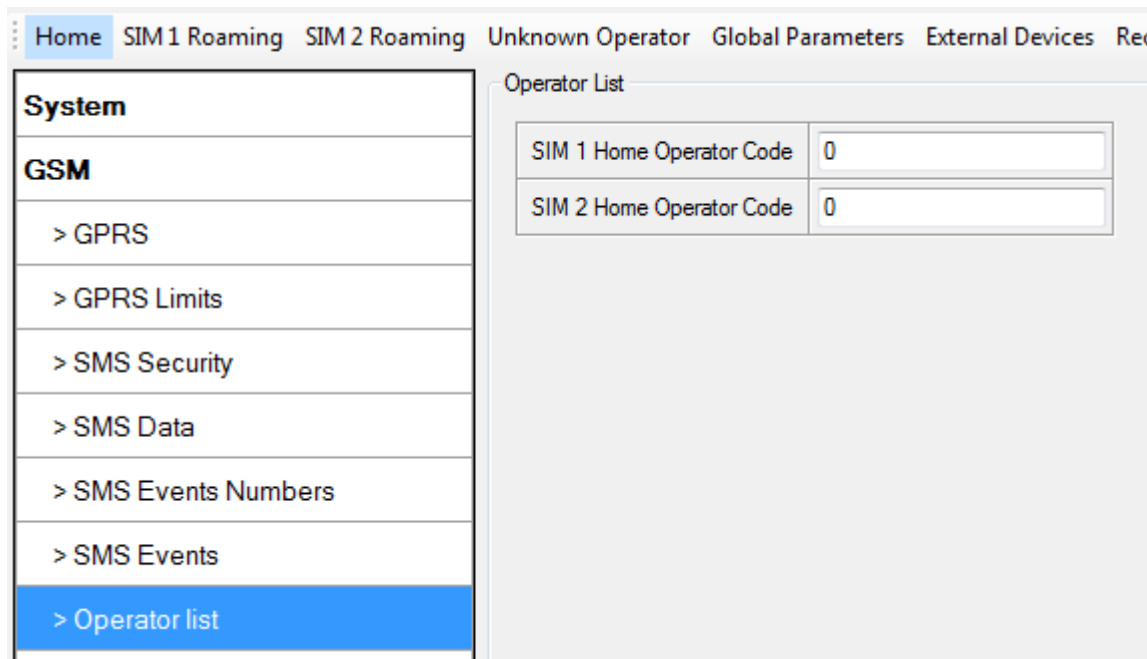 Home SIM 1 Roaming SIM 2 Roaming Unknown Operator Global Parameters External Devices
System
GSM
> GPRS
> GPRS Limits
> SMS Security
> SMS Data
> SMS Events Numbers
> SMS Events
> Operator list
Operator List
SIM 1 Home Operator Code 0
SIM 2 Home Operator Code 0